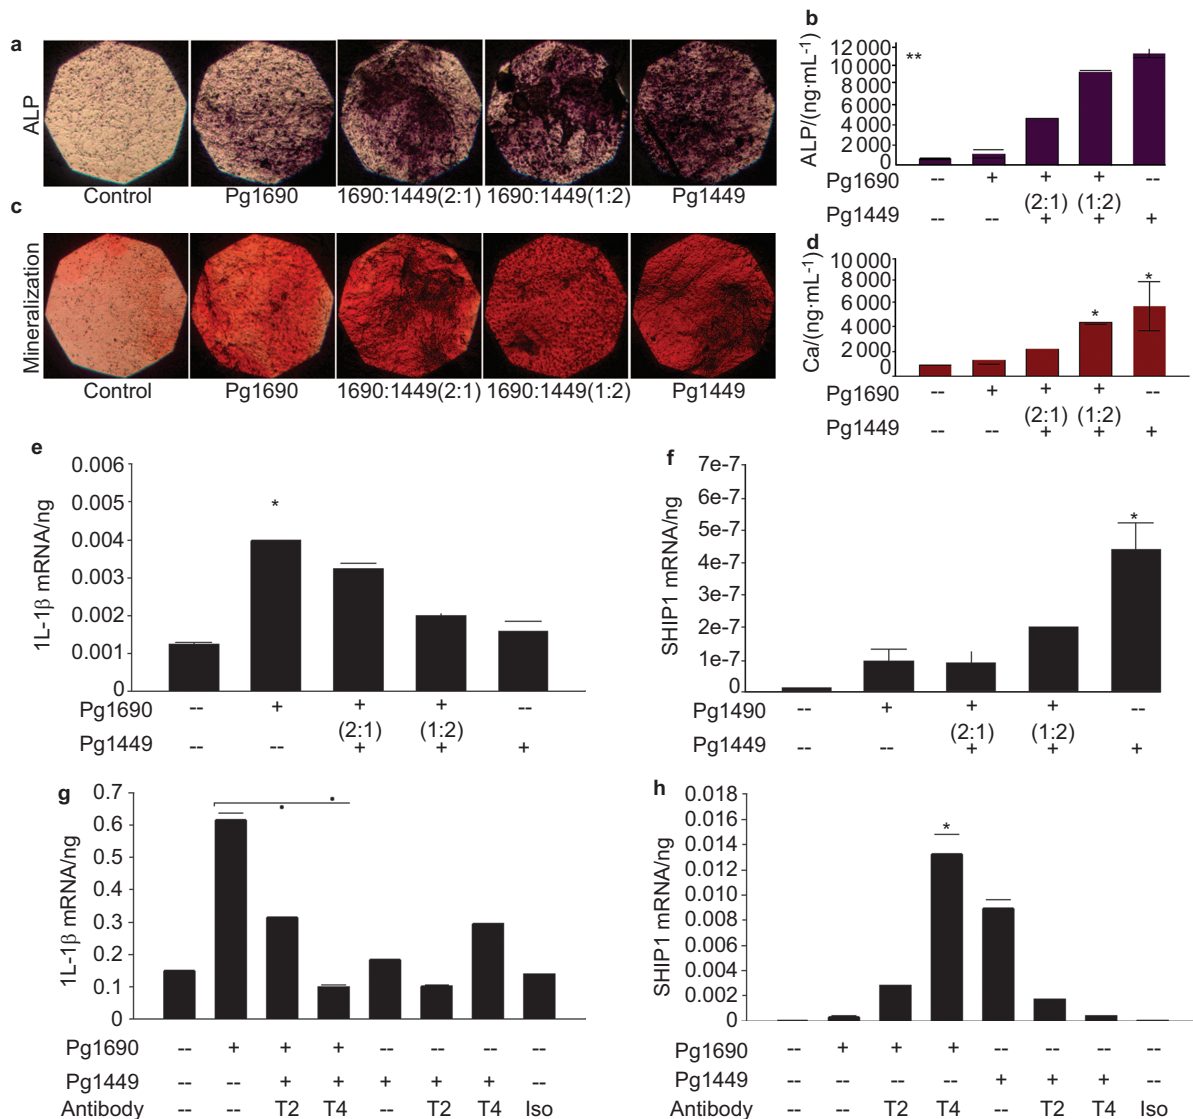 a
ALP
Control Pg1690 1690:1449(2:1) 1690:1449(1:2) Pg1449
b
ALP/(ng·mL⁻¹)
12 000
10 000
8 000
6 000
4 000
2 000
0
**
Pg1690 -- + + + --
(2:1) (1:2)
Pg1449 -- -- + + +
c
Mineralization
Control Pg1690 1690:1449(2:1) 1690:1449(1:2) Pg1449
d
Ca/(ng·mL⁻¹)
10 000
8 000
6 000
4 000
2 000
0
* *
Pg1690 -- + + + --
(2:1) (1:2)
Pg1449 -- -- + + +
e
1L-1β mRNA/ng
0.006
0.005
0.004
0.003
0.002
0.001
0
*
Pg1690 -- + + + --
(2:1) (1:2)
Pg1449 -- -- + + +
f
SHIP1 mRNA/ng
7e-7
6e-7
5e-7
4e-7
3e-7
2e-7
1e-7
0
*
Pg1490 -- + + + --
(2:1) (1:2)
Pg1449 -- -- + + +
g
1L-1β mRNA/ng
0.7
0.6
0.5
0.4
0.3
0.2
0.1
0
Pg1690 -- + + + -- -- -- --
Pg1449 -- -- + + + + + --
Antibody -- -- T2 T4 -- T2 T4 Iso
h
SHIP1 mRNA/ng
0.018
0.016
0.014
0.012
0.010
0.008
0.006
0.004
0.002
0
*
Pg1690 -- + + + -- -- -- --
Pg1449 -- -- -- -- + + + --
Antibody -- -- T2 T4 -- T2 T4 Iso